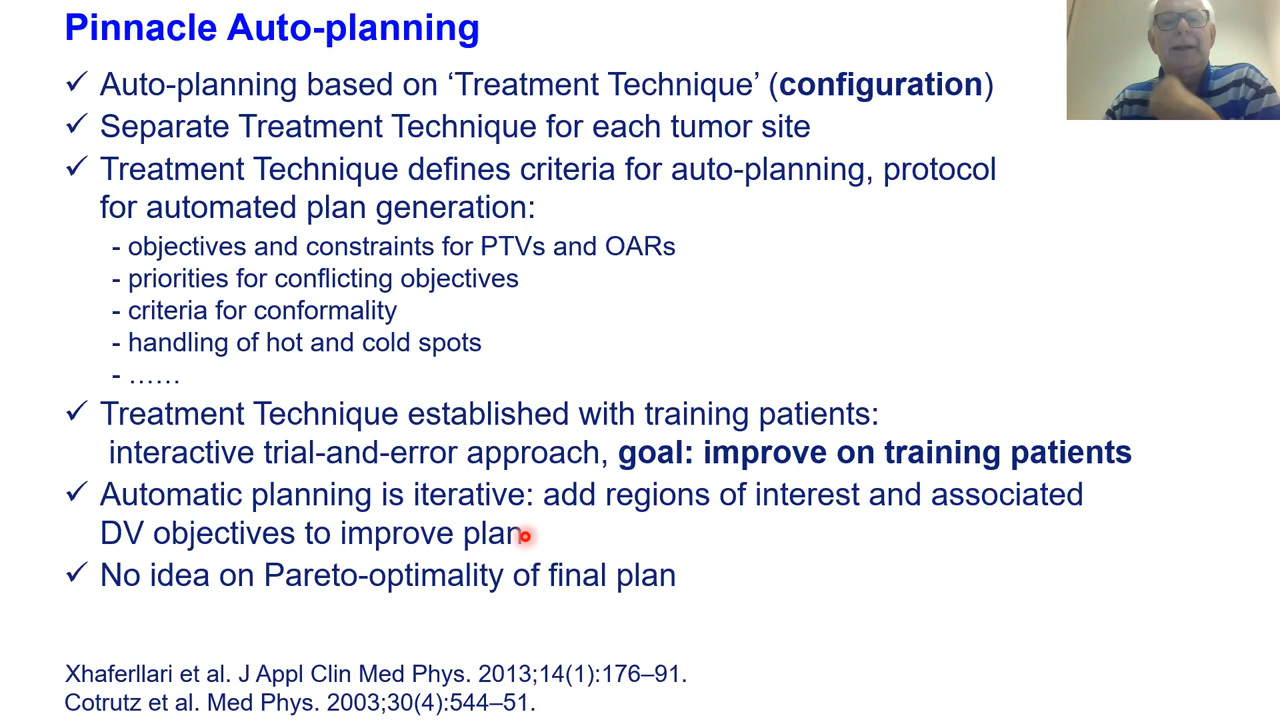 Pinnacle Auto-planning
✓ Auto-planning based on ‘Treatment Technique’ (configuration)
✓ Separate Treatment Technique for each tumor site
✓ Treatment Technique defines criteria for auto-planning, protocol
for automated plan generation:
- objectives and constraints for PTVs and OARs
- priorities for conflicting objectives
- criteria for conformality
- handling of hot and cold spots
- ……
✓ Treatment Technique established with training patients:
interactive trial-and-error approach, goal: improve on training patients
✓ Automatic planning is iterative: add regions of interest and associated
DV objectives to improve plan
✓ No idea on Pareto-optimality of final plan
Xhaferllari et al. J Appl Clin Med Phys. 2013;14(1):176–91.
Cotrutz et al. Med Phys. 2003;30(4):544–51.